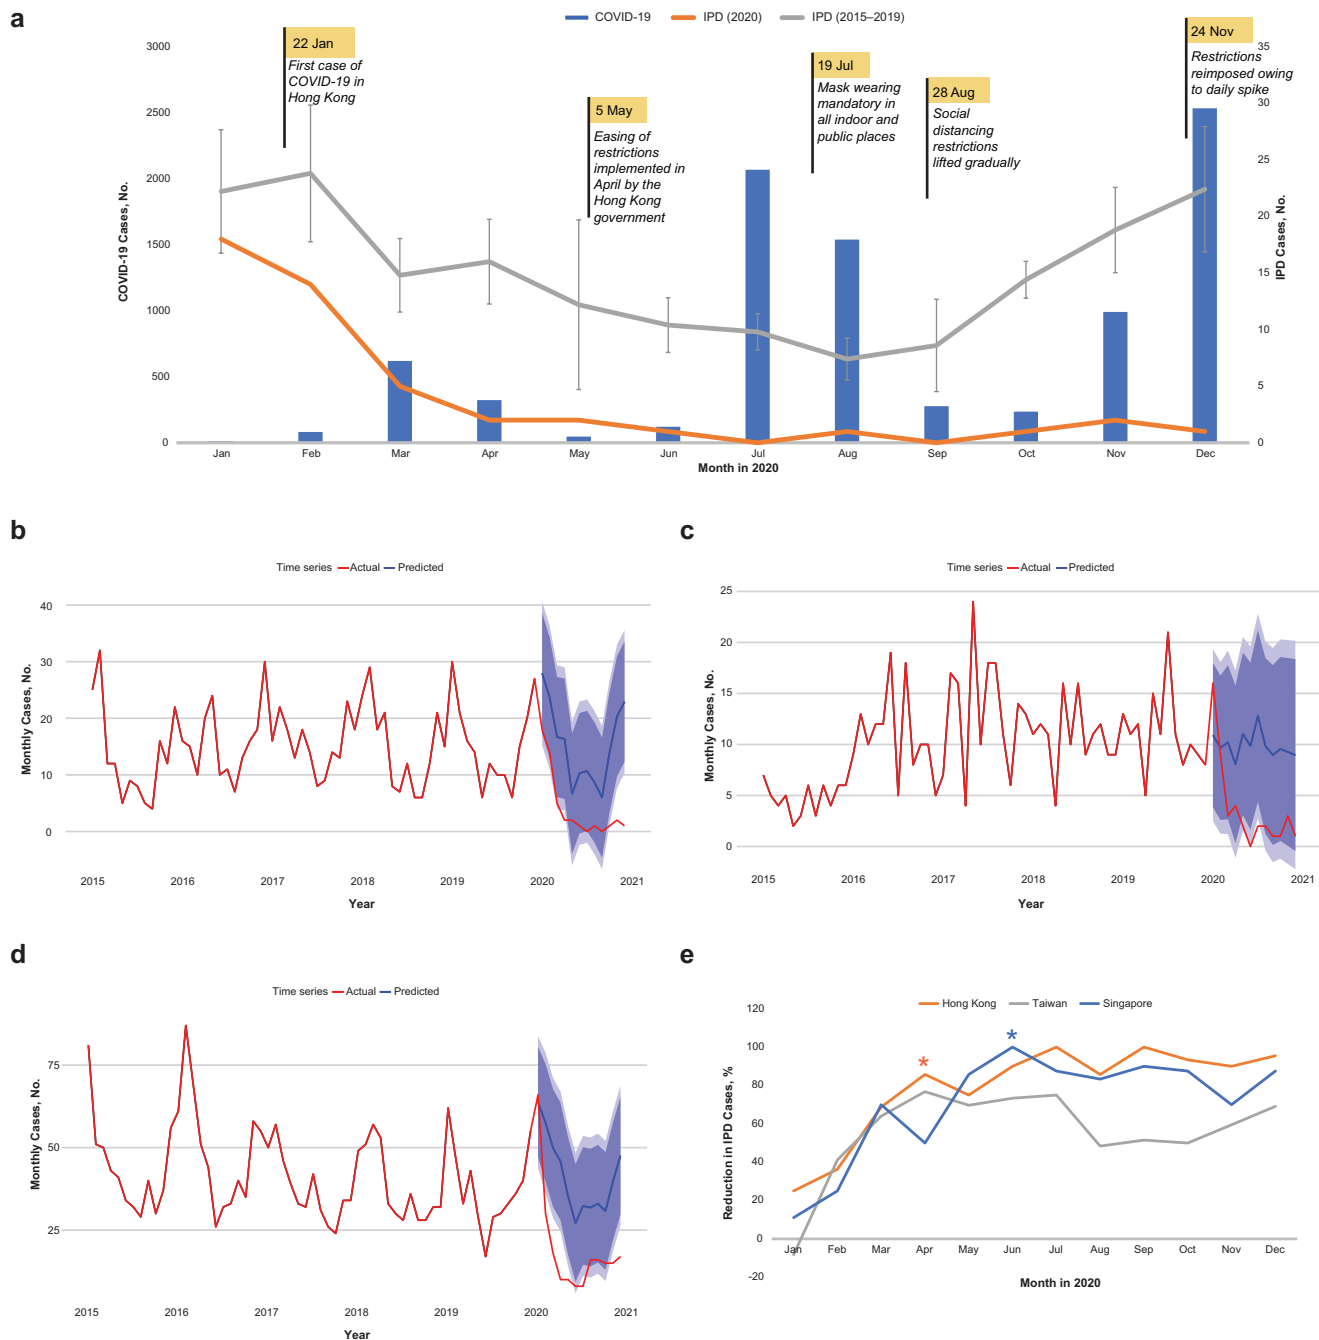 a
COVID-19 IPD (2020) IPD (2015–2019)
COVID-19 Cases, No.
3000
2500
2000
1500
1000
500
0
IPD Cases, No.
35
30
25
20
15
10
5
0
22 Jan
First case of
COVID-19 in
Hong Kong
5 May
Easing of
restrictions
implemented in
April by the
Hong Kong
government
19 Jul
Mask wearing
mandatory in
all indoor and
public places
28 Aug
Social
distancing
restrictions
lifted gradually
24 Nov
Restrictions
reimposed owing
to daily spike
Jan Feb Mar Apr May Jun Jul Aug Sep Oct Nov Dec
Month in 2020
b
Time series Actual Predicted
Monthly Cases, No.
40
30
20
10
0
2015 2016 2017 2018 2019 2020 2021
Year
c
Time series Actual Predicted
Monthly Cases, No.
25
20
15
10
5
0
2015 2016 2017 2018 2019 2020 2021
Year
d
Time series Actual Predicted
Monthly Cases, No.
75
50
25
2015 2016 2017 2018 2019 2020 2021
Year
e
Hong Kong Taiwan Singapore
Reduction in IPD Cases, %
120
100
80
60
40
20
0
-20
* *
Jan Feb Mar Apr May Jun Jul Aug Sep Oct Nov Dec
Month in 2020